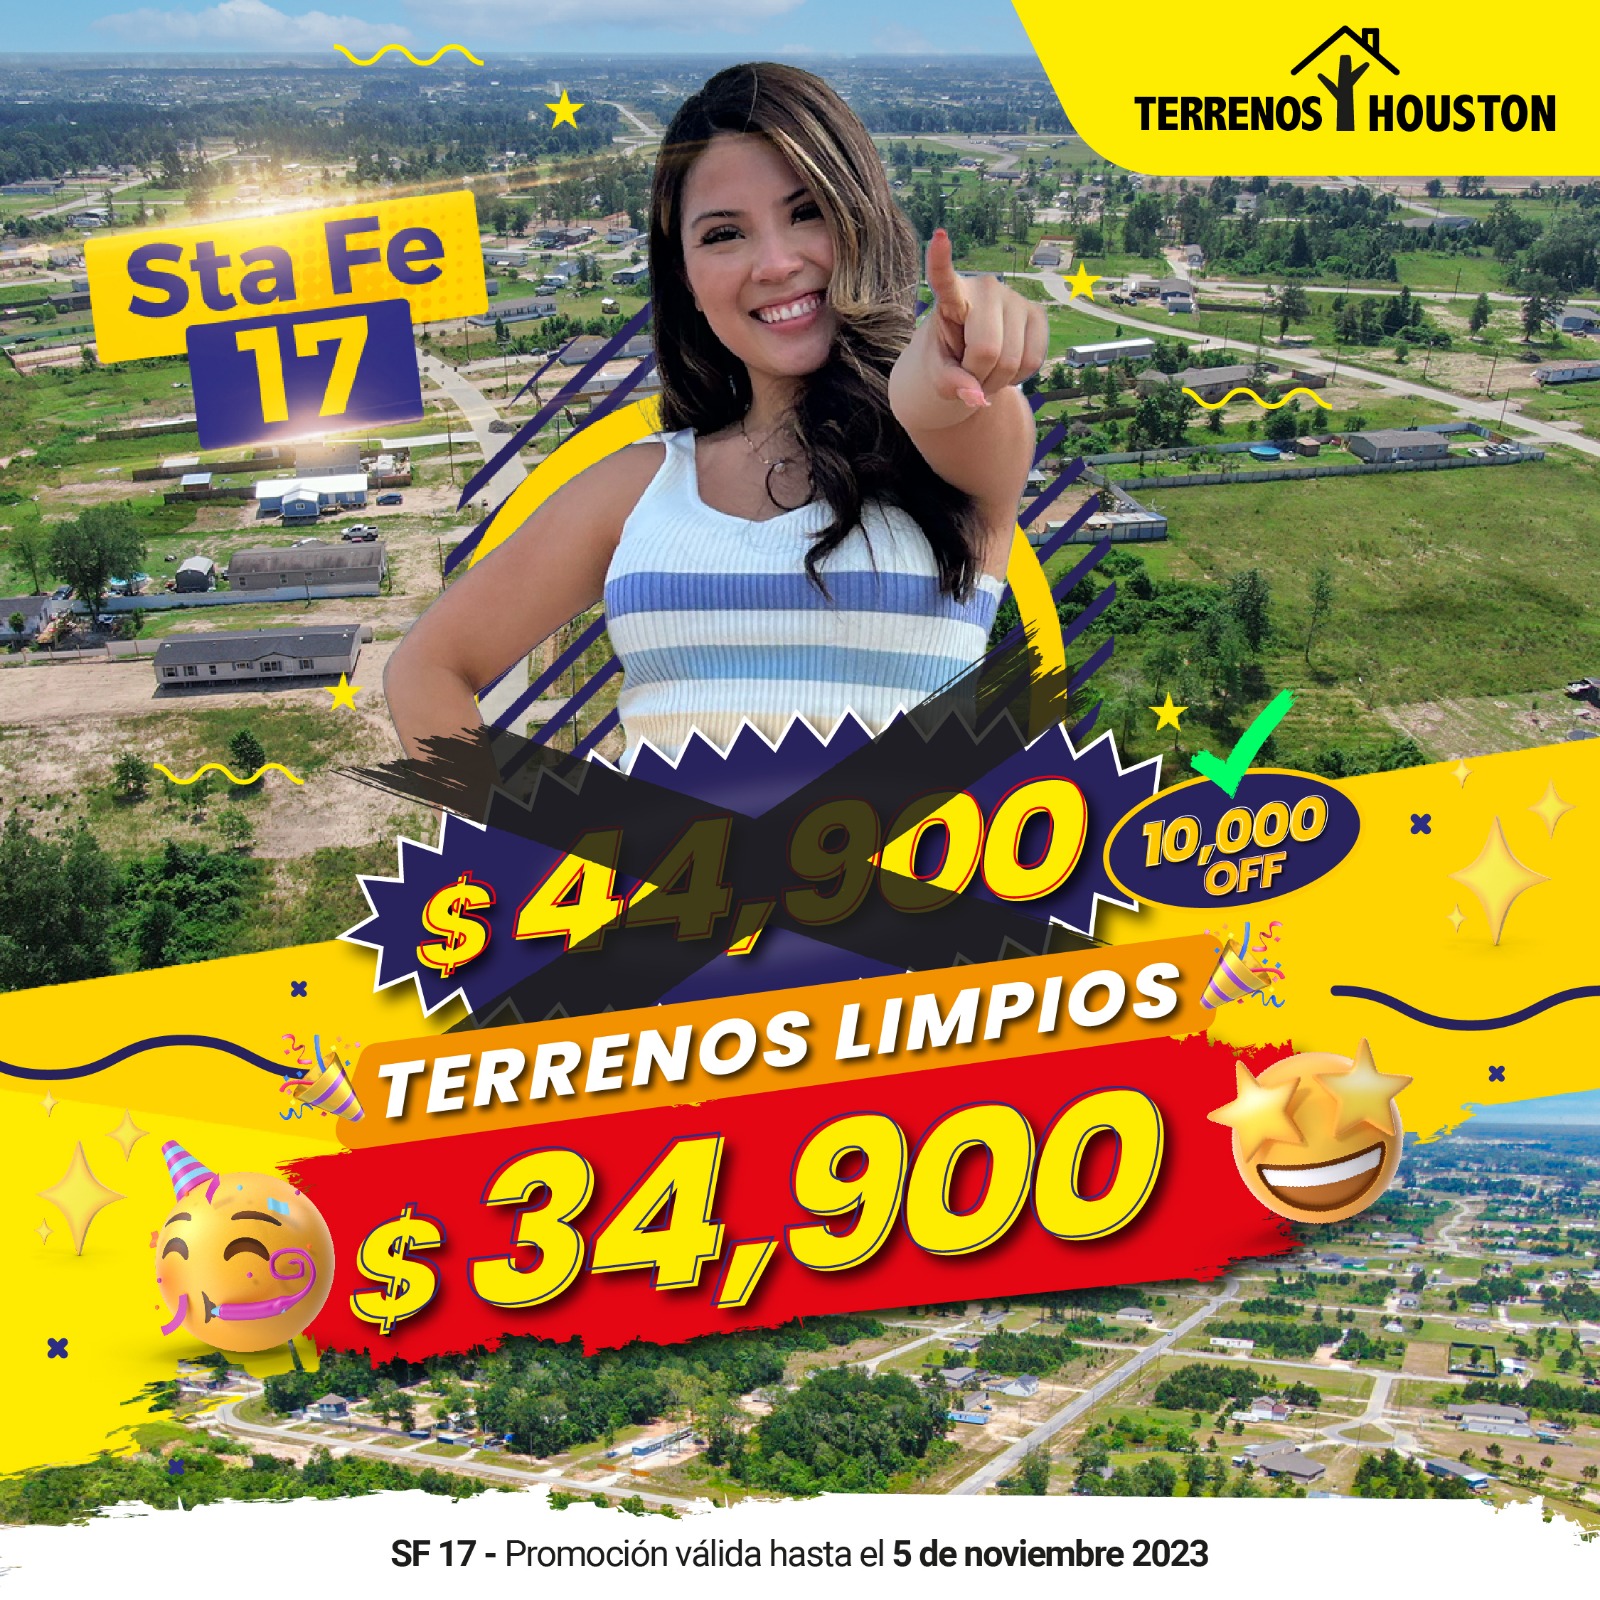 TERRENOS HOUSTON
Sta Fe
17
$ 44,900
10,000
OFF
TERRENOS LIMPIOS
$ 34,900
SF 17 - Promoción válida hasta el 5 de noviembre 2023